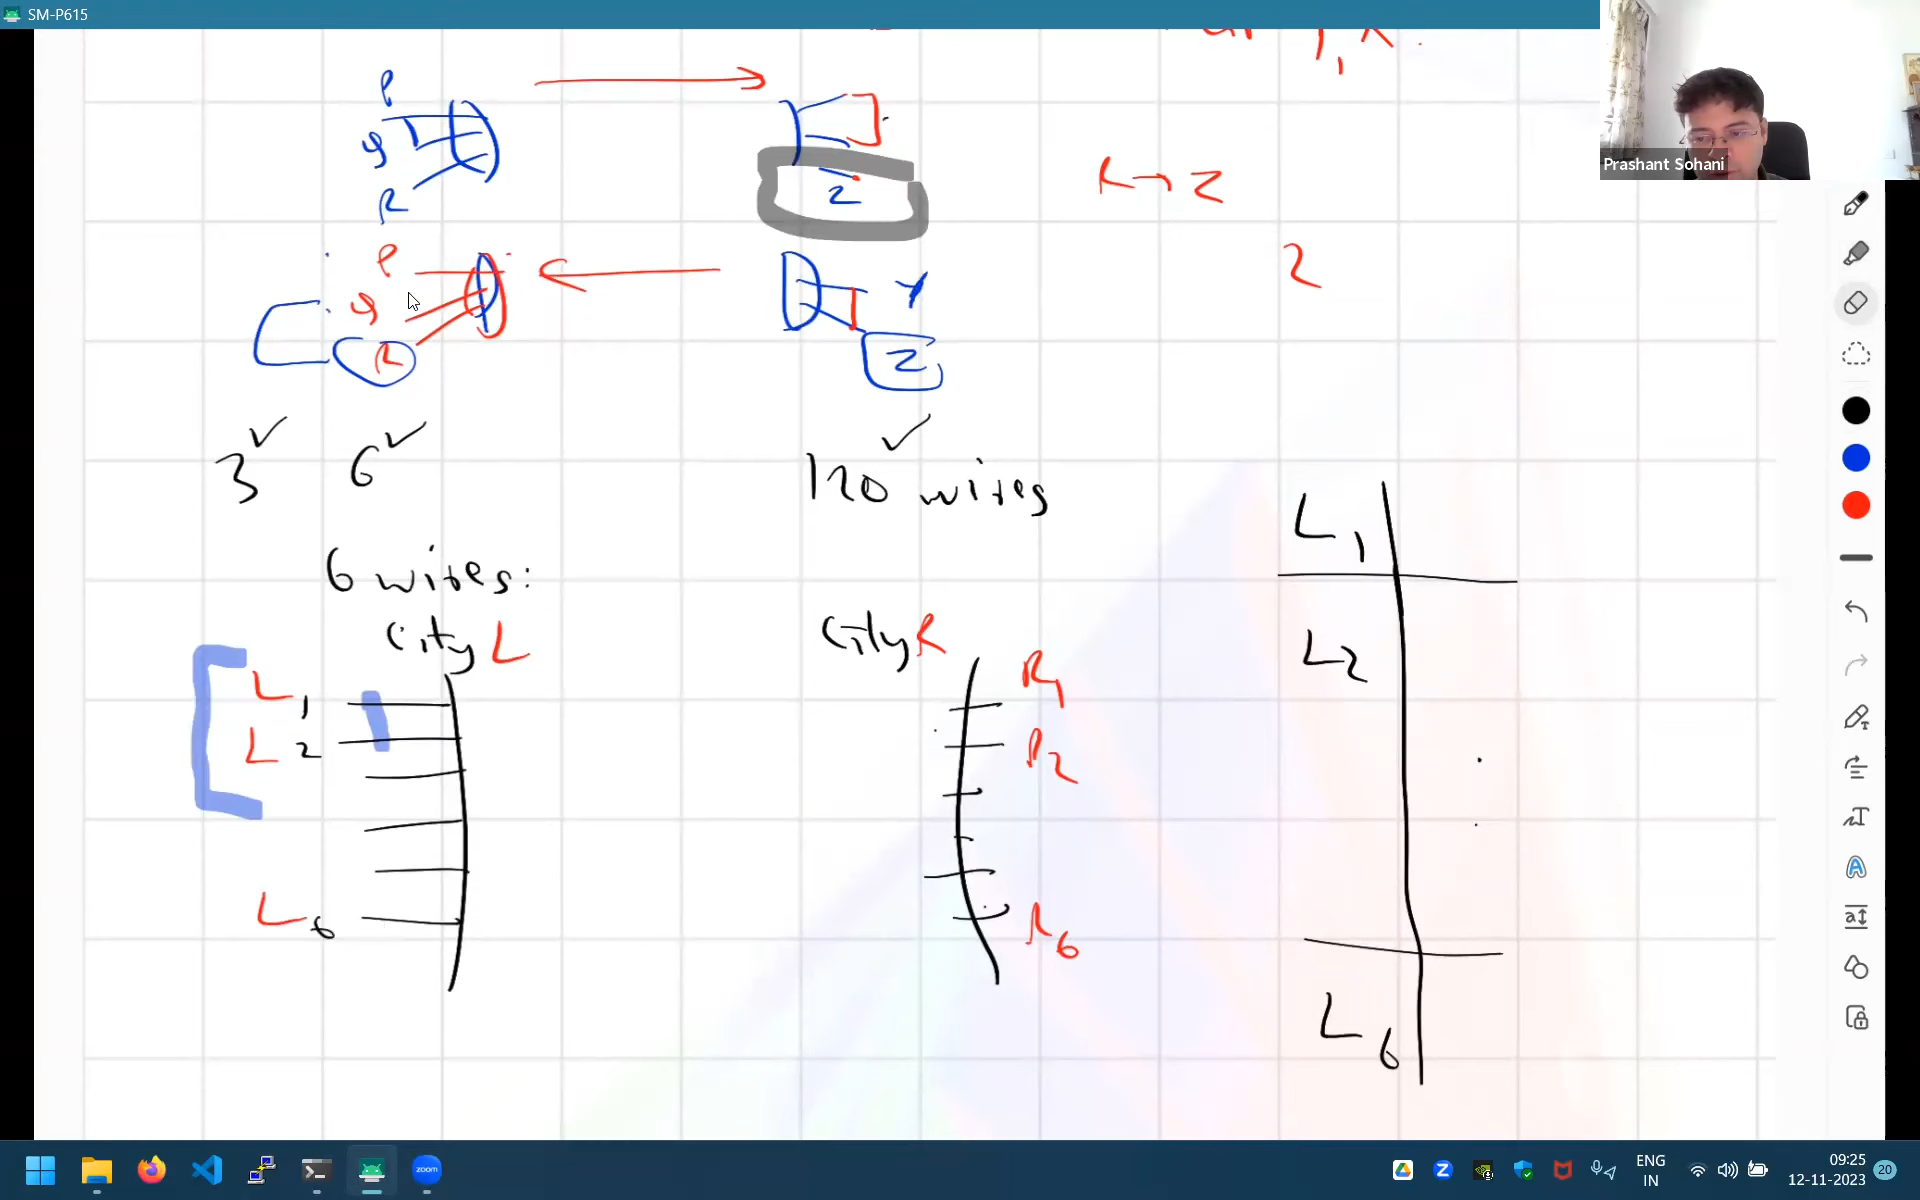 SM-P615
Prashant Sohani
P
Q
R
Z
R → Z
2
P
Q
R
Y
Z
3 ✓ 6 ✓
120 wires ✓
6 wires:
City L
City R
L1
L2
L6
R1
R2
R6
L1
L2
L6
zoom
ENG
IN
09:25
12-11-2023
20